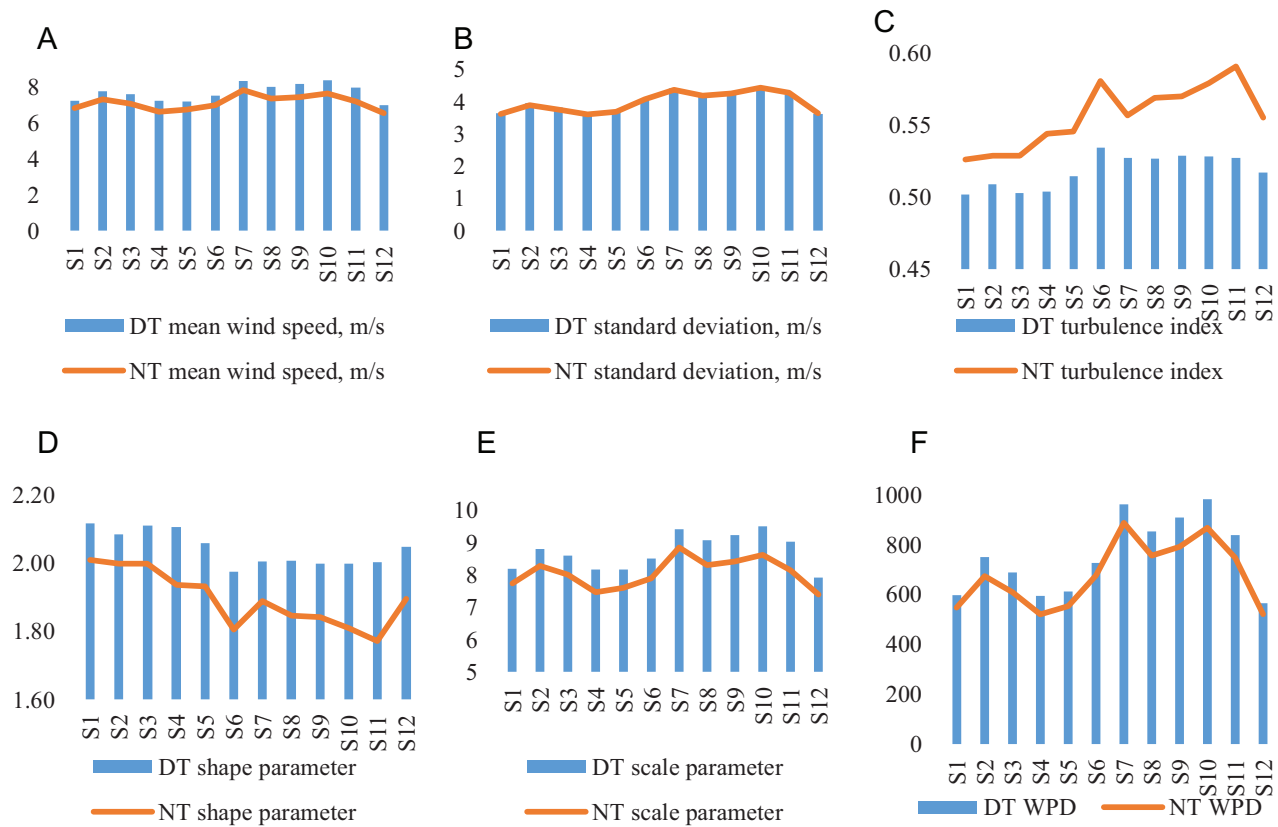 A
8
6
4
2
0
S1
S2
S3
S4
S5
S6
S7
S8
S9
S10
S11
S12
DT mean wind speed, m/s
NT mean wind speed, m/s
B
5
4
3
2
1
0
S1
S2
S3
S4
S5
S6
S7
S8
S9
S10
S11
S12
DT standard deviation, m/s
NT standard deviation, m/s
C
0.60
0.55
0.50
0.45
S1
S2
S3
S4
S5
S6
S7
S8
S9
S10
S11
S12
DT turbulence index
NT turbulence index
D
2.20
2.00
1.80
1.60
S1
S2
S3
S4
S5
S6
S7
S8
S9
S10
S11
S12
DT shape parameter
NT shape parameter
E
10
9
8
7
6
5
S1
S2
S3
S4
S5
S6
S7
S8
S9
S10
S11
S12
DT scale parameter
NT scale parameter
F
1000
800
600
400
200
0
S1
S2
S3
S4
S5
S6
S7
S8
S9
S10
S11
S12
DT WPD NT WPD